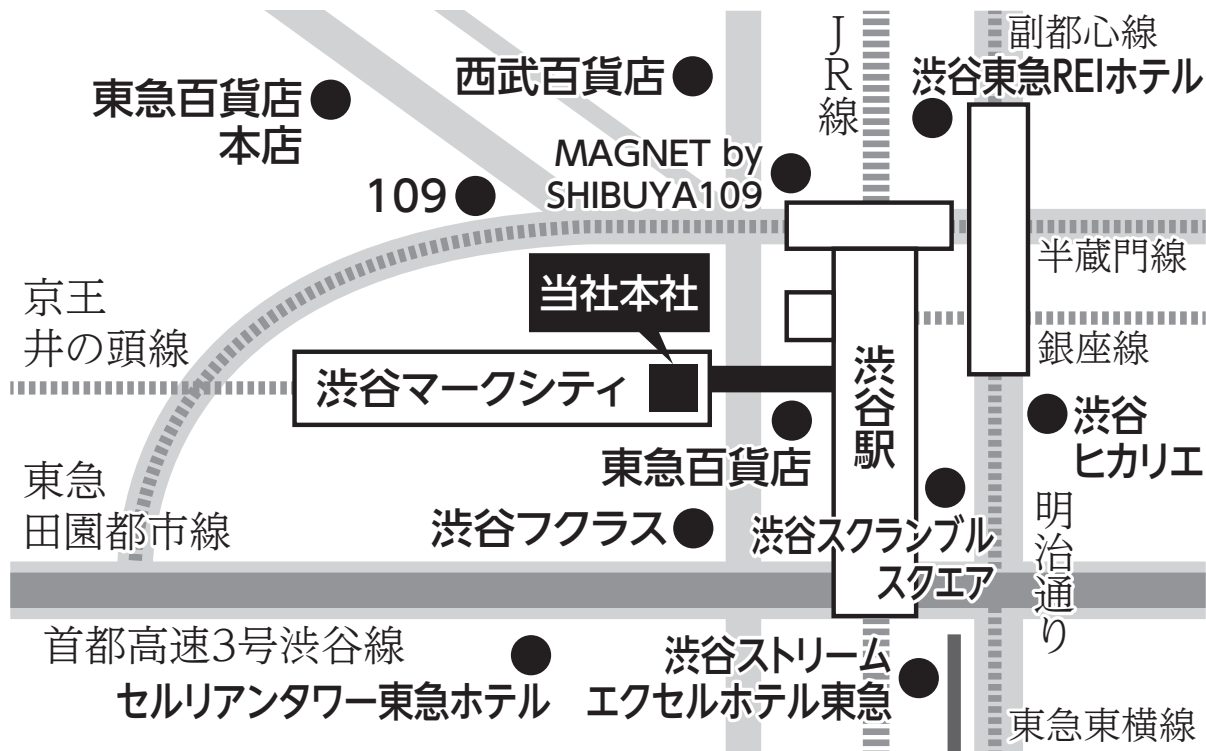 副都心線
渋谷東急REIホテル
JR線
西武百貨店
東急百貨店
本店
MAGNET by
SHIBUYA109
109
半蔵門線
当社本社
京王
井の頭線
銀座線
渋谷マークシティ
渋谷駅
渋谷
ヒカリエ
東急百貨店
東急
田園都市線
渋谷フクラス
渋谷スクランブル
スクエア
明治通り
首都高速3号渋谷線
セルリアンタワー東急ホテル
渋谷ストリーム
エクセルホテル東急
東急東横線